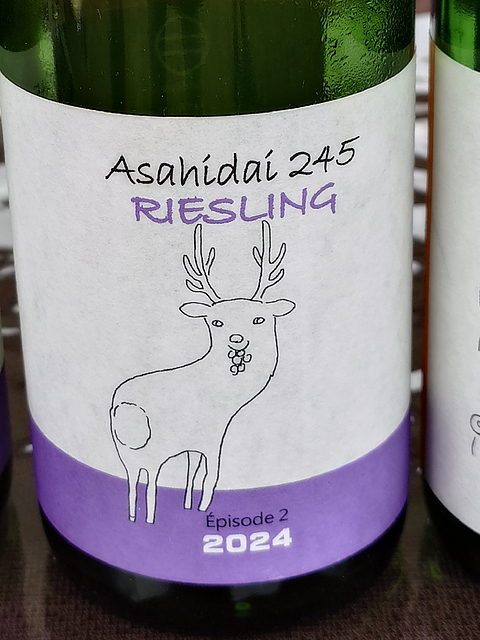 Asahidai 245
RIESLING
Épisode 2
2024